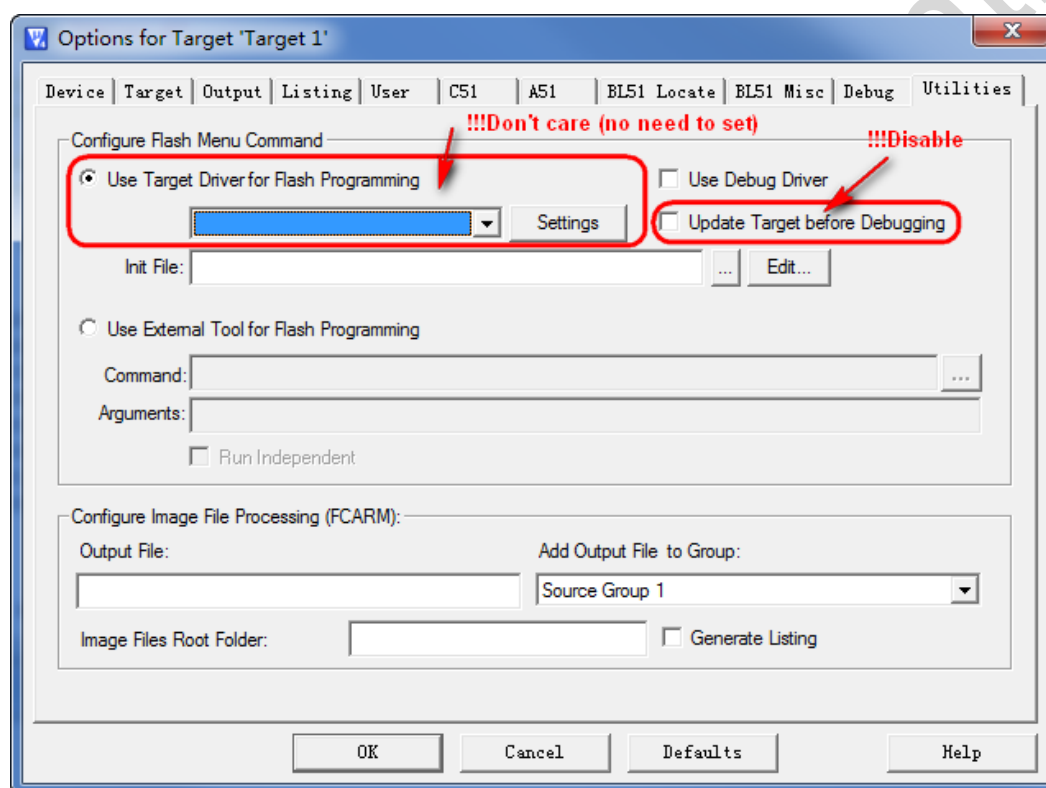 Options for Target 'Target 1'
Device Target Output Listing User C51 A51 BL51 Locate BL51 Misc Debug Utilities
!!!Don't care (no need to set)
Configure Flash Menu Command
!!!Disable
Use Target Driver for Flash Programming
Use Debug Driver
Settings
Update Target before Debugging
Init File:
...
Edit...
Use External Tool for Flash Programming
Command:
...
Arguments:
Run Independent
Configure Image File Processing (FCARM):
Output File:
Add Output File to Group:
Source Group 1
Image Files Root Folder:
Generate Listing
OK
Cancel
Defaults
Help